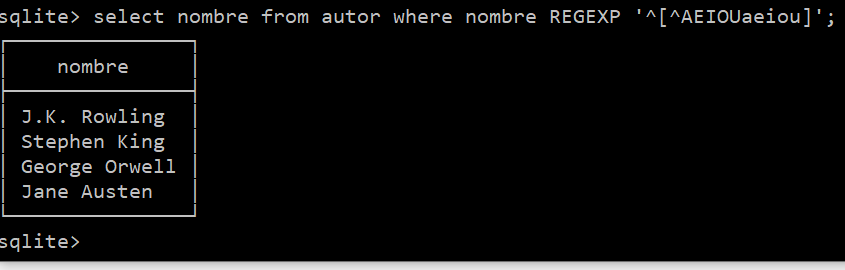 sqlite> select nombre from autor where nombre REGEXP '^[^AEIOUaeiou]';
nombre
J.K. Rowling
Stephen King
George Orwell
Jane Austen
sqlite>